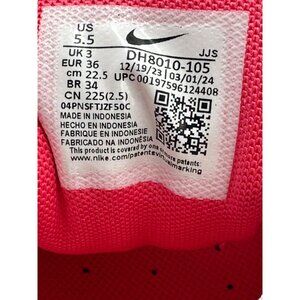 US
5.5
UK 3
EUR 36
cm 22.5
BR 34
CN 225(2.5)
JJS
DH8010-105
12/19/23 03/01/24
UPC 00197596124408
04PNSFTJZF50C
MADE IN INDONESIA
HECHO EN INDONESIA
FABRIQUE EN INDONESIE
FABRICADO NA INDONÉSIA
This product is covered by one or more patents:
www.nike.com/patentsvirtualmarking